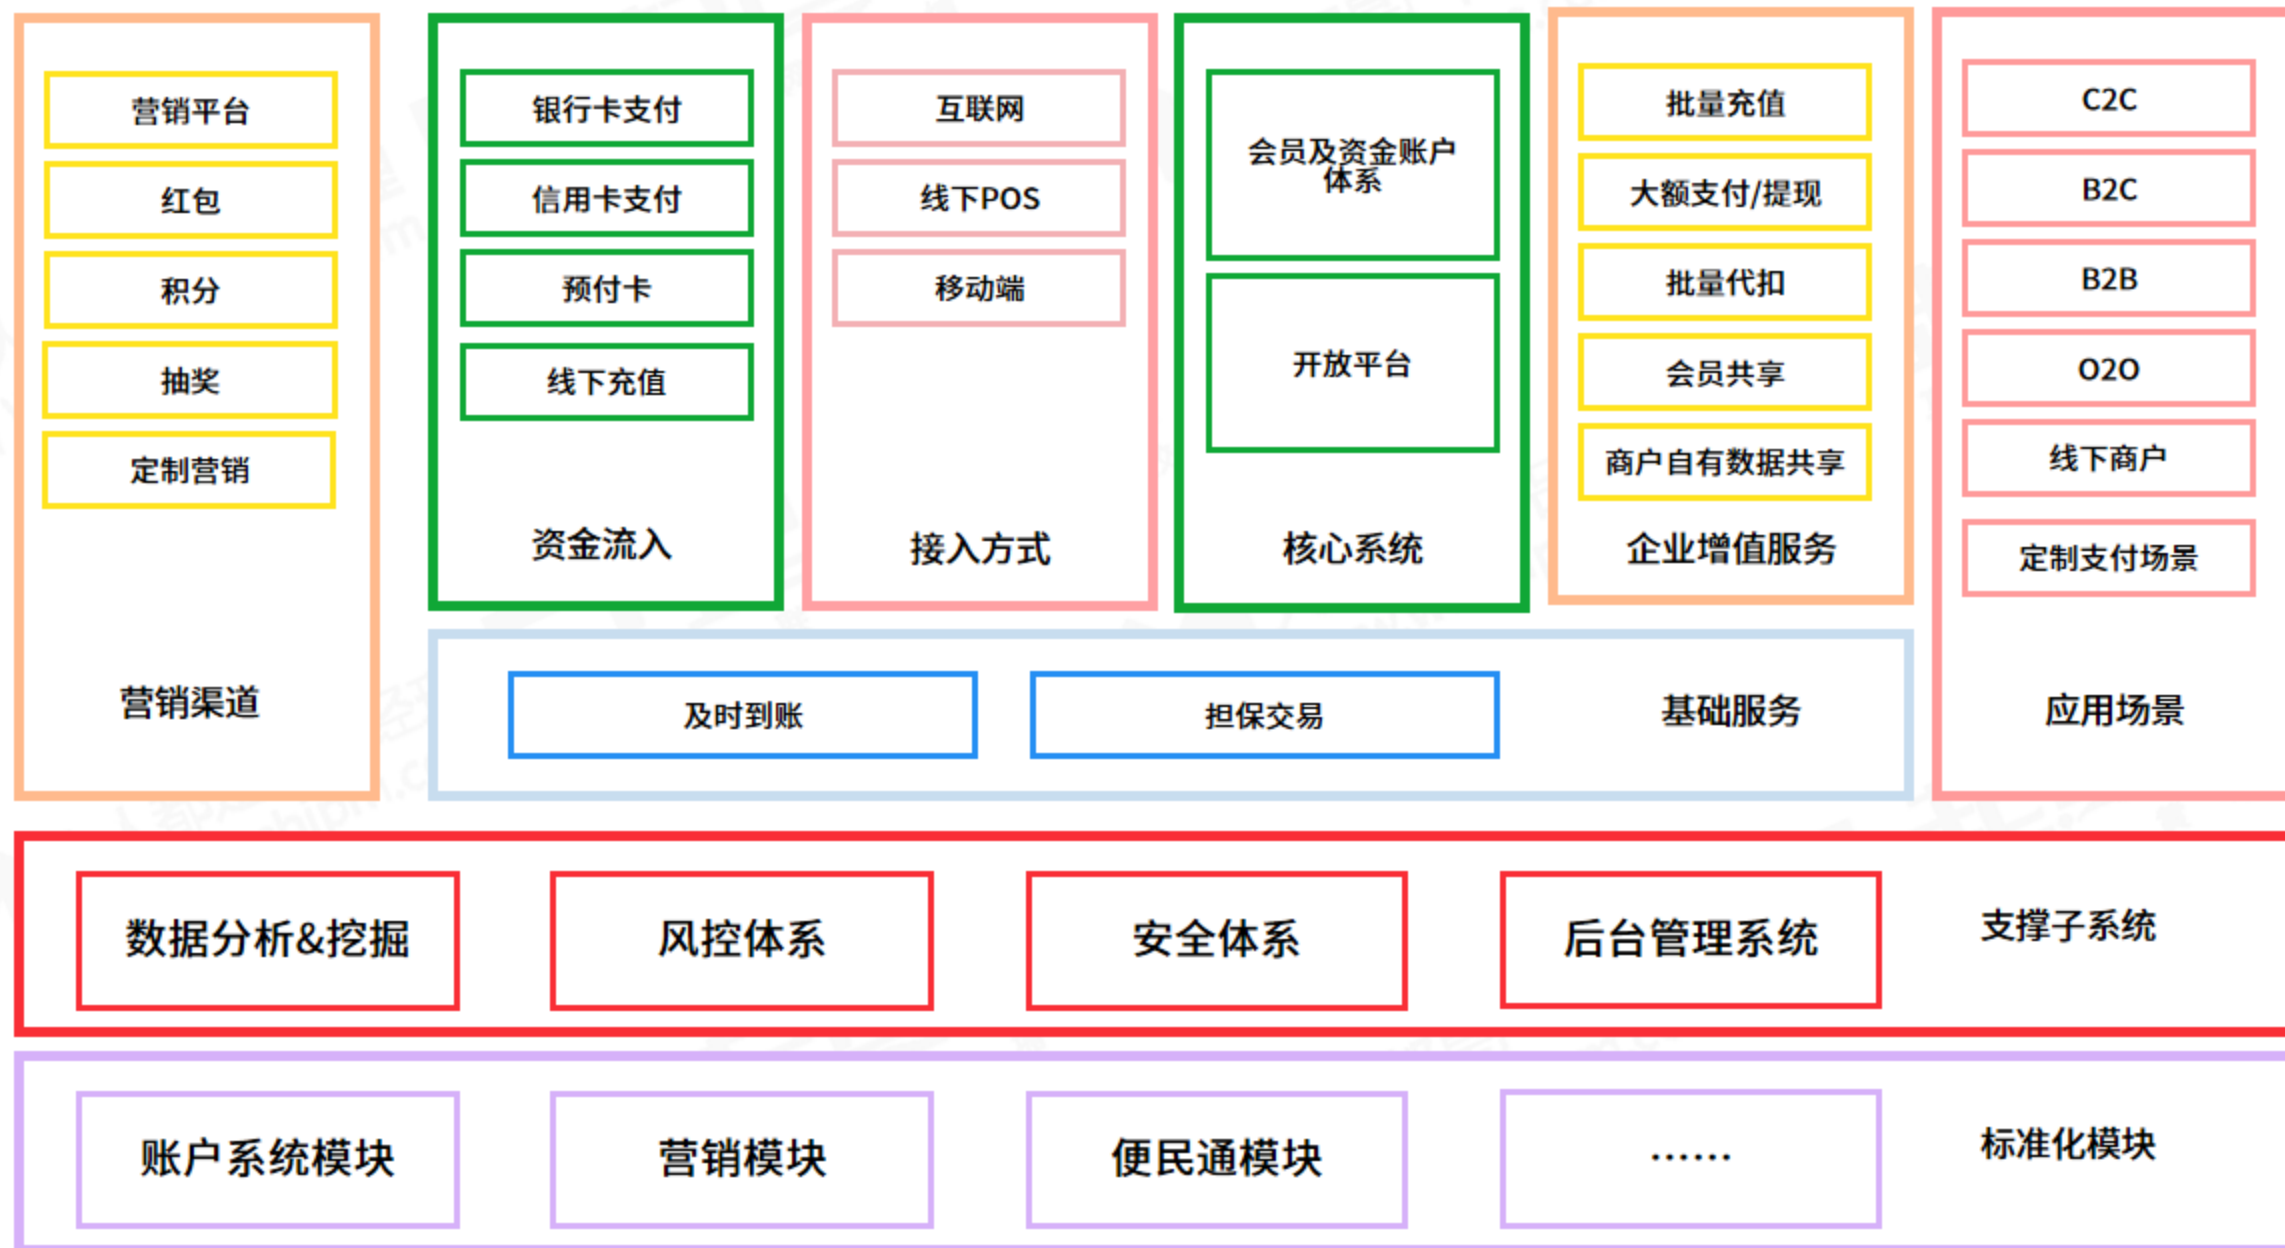 营销平台
红包
积分
抽奖
定制营销
营销渠道
银行卡支付
信用卡支付
预付卡
线下充值
资金流入
互联网
线下POS
移动端
接入方式
会员及资金账户
体系
开放平台
核心系统
批量充值
大额支付/提现
批量代扣
会员共享
商户自有数据共享
企业增值服务
C2C
B2C
B2B
O2O
线下商户
定制支付场景
应用场景
及时到账
担保交易
基础服务
数据分析&挖掘
风控体系
安全体系
后台管理系统
支撑子系统
账户系统模块
营销模块
便民通模块
······
标准化模块